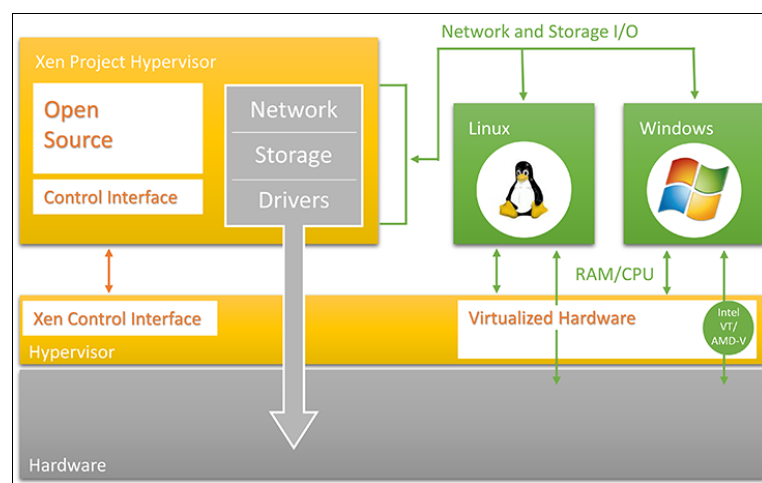 Network and Storage I/O
Xen Project Hypervisor
Open
Source
Control Interface
Network
Storage
Drivers
Linux
Windows
RAM/CPU
Xen Control Interface
Hypervisor
Virtualized Hardware
Intel
VT/
AMD-V
Hardware